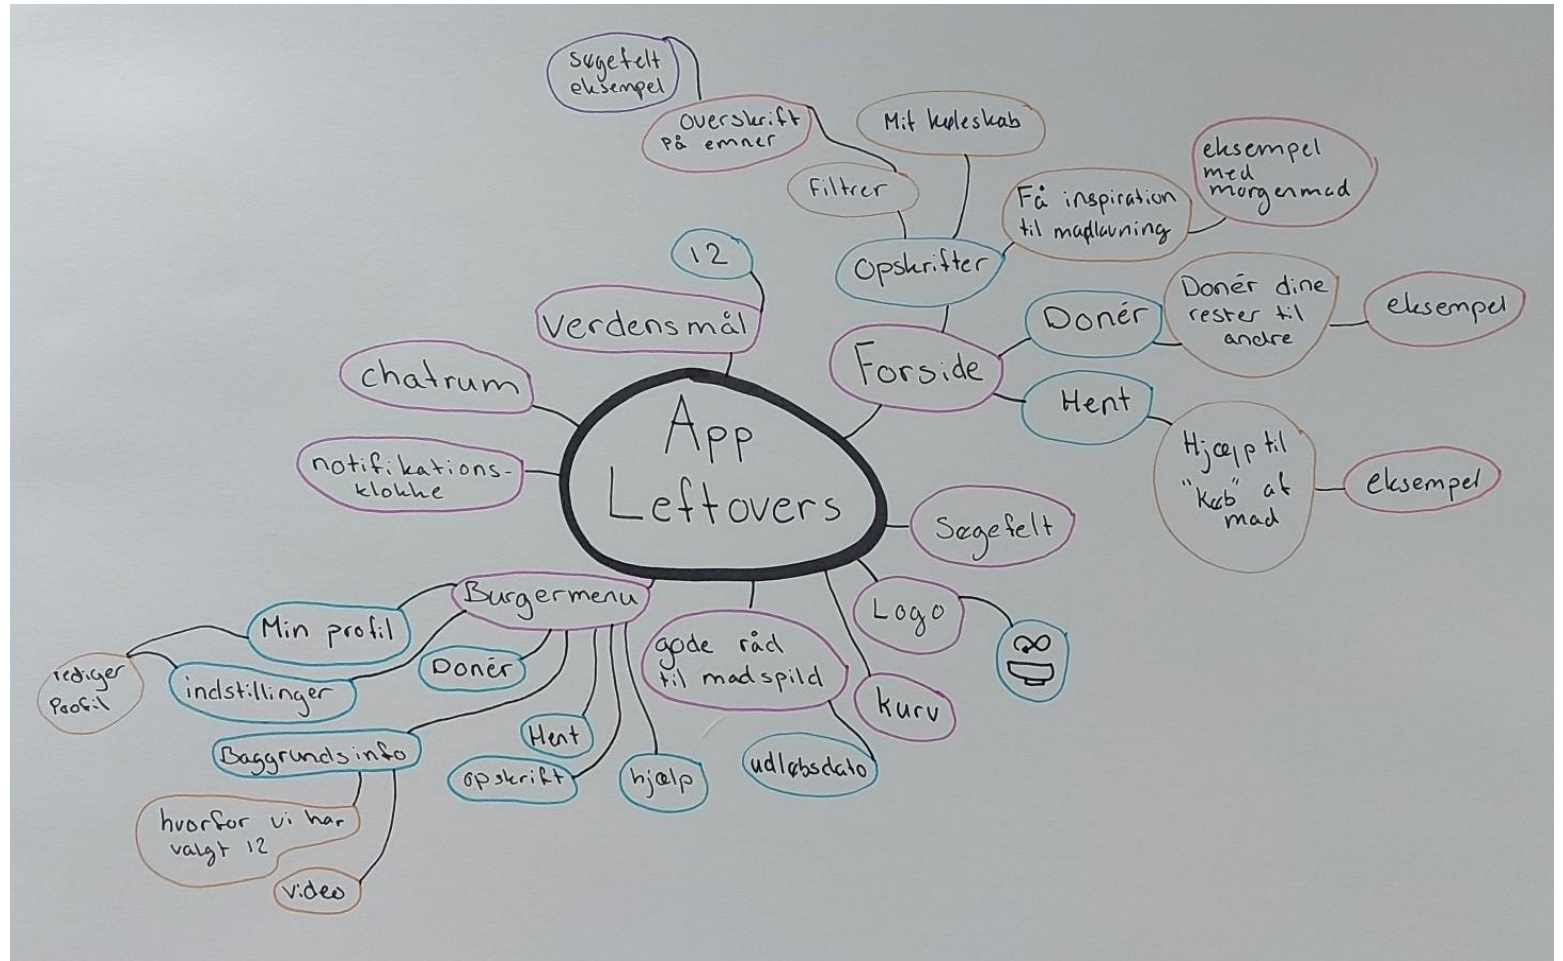 Søgefelt
eksempel
overskrift
på emner
Mit køleskab
Filtrer
Få inspiration
til madlavning
eksempel
med
morgenmad
12
Opskrifter
Verdensmål
Donér
Donér dine
rester til
andre
eksempel
chatrum
Forside
Hent
App
Leftovers
notifikations-
klokke
Hjælp til
"køb" af
mad
eksempel
Søgefelt
Burgermenu
Logo
Min profil
gode råd
til madspild
Donér
rediger
Profil
indstillinger
kurv
Hent
Baggrundsinfo
opskrift
hjælp
udløbsdato
hvorfor vi har
valgt 12
video